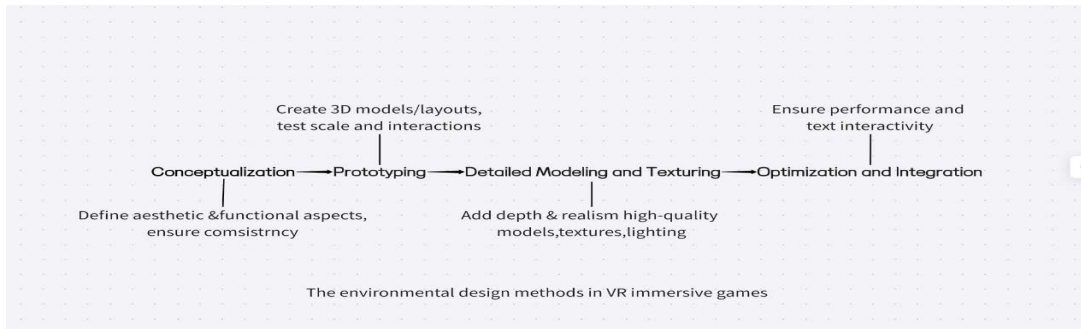 Create 3D models/layouts,
test scale and interactions
Ensure performance and
text interactivity
Conceptualization
Prototyping
Detailed Modeling and Texturing
Optimization and Integration
Define aesthetic &functional aspects,
ensure comsistrncy
Add depth & realism high-quality
models,textures,lighting
The environmental design methods in VR immersive games